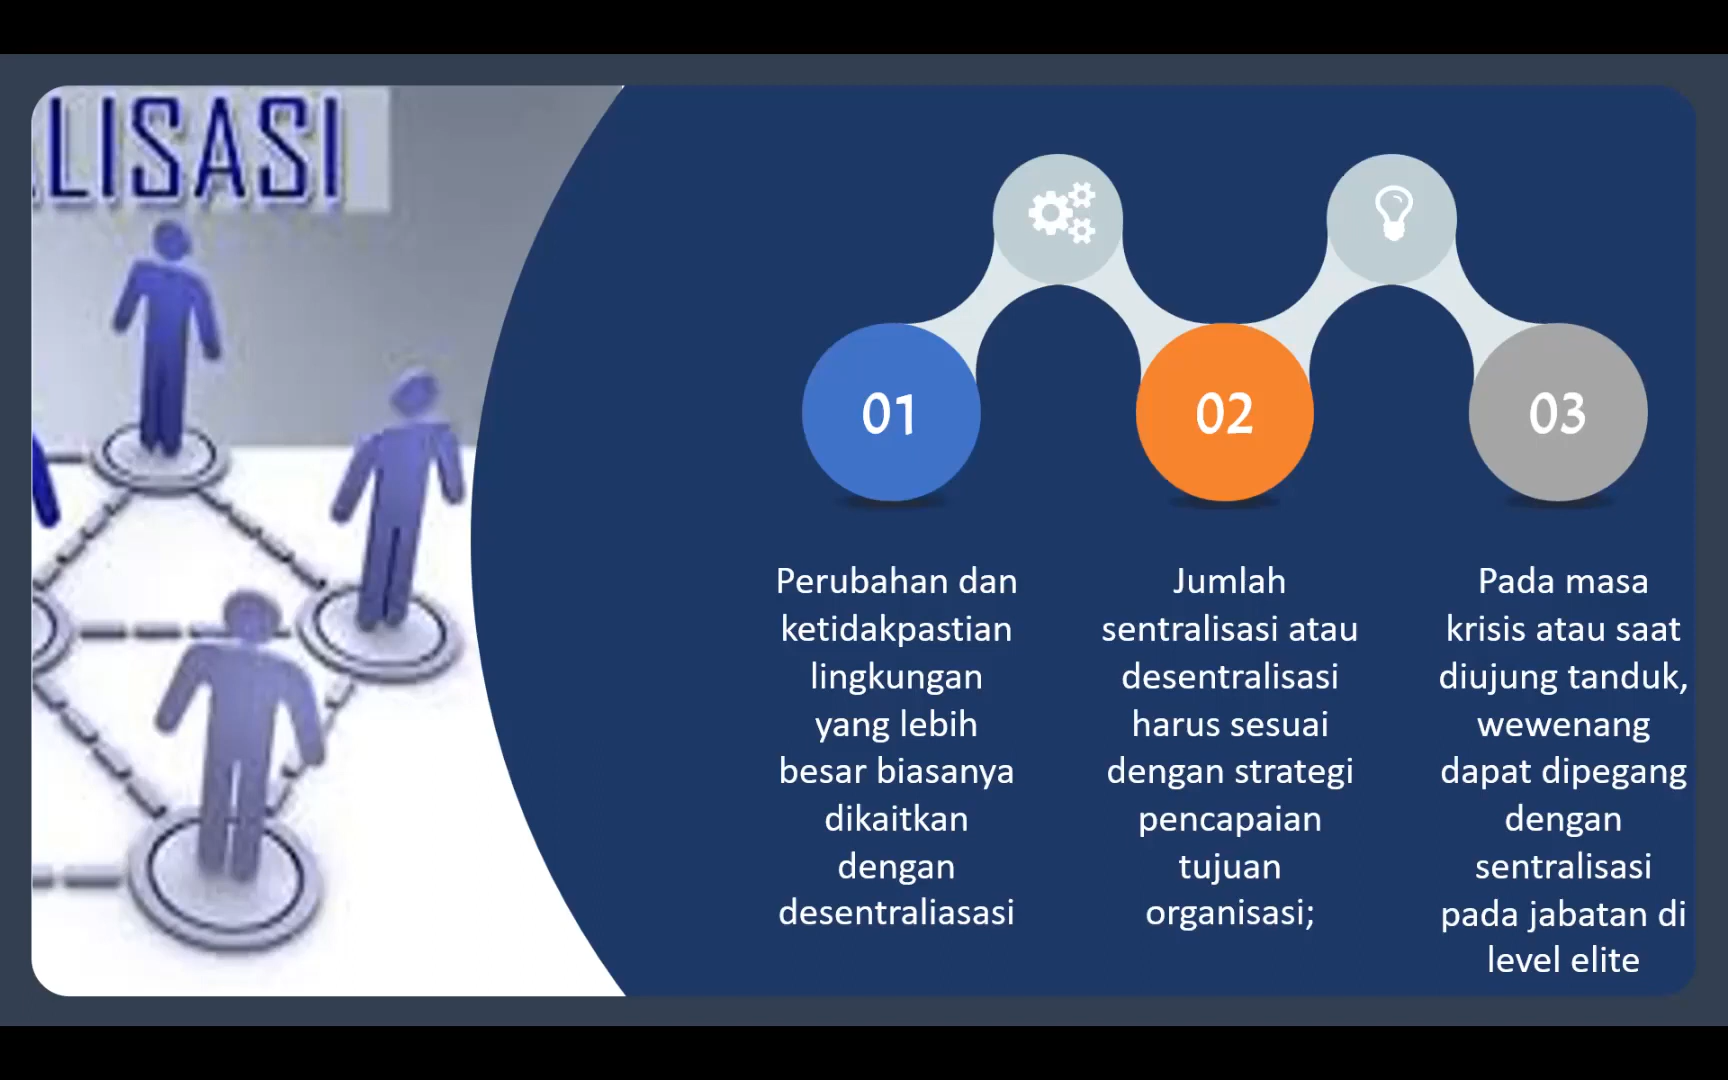 LISASI
01
02
03
Perubahan dan
ketidakpastian
lingkungan
yang lebih
besar biasanya
dikaitkan
dengan
desentraliasasi
Jumlah
sentralisasi atau
desentralisasi
harus sesuai
dengan strategi
pencapaian
tujuan
organisasi;
Pada masa
krisis atau saat
diujung tanduk,
wewenang
dapat dipegang
dengan
sentralisasi
pada jabatan di
level elite